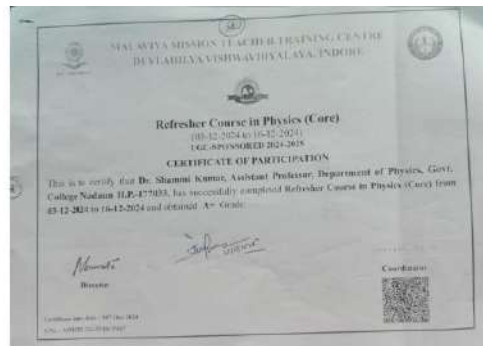 MALAVIYA MISSION TEACHER TRAINING CENTRE
DEVI AHILYA VISHWAVIDYALAYA, INDORE
Refresher Course in Physics (Core)
(03-12-2024 to 16-12-2024)
UGC-SPONSORED 2024-2025
CERTIFICATE OF PARTICIPATION
This is to certify that Dr. Shammi Kumar, Assistant Professor, Department of Physics, Govt.
College Nadaun H.P.-177033, has successfully completed Refresher Course in Physics (Core) from
03-12-2024 to 16-12-2024 and obtained A+ Grade.
Director
Coordinator